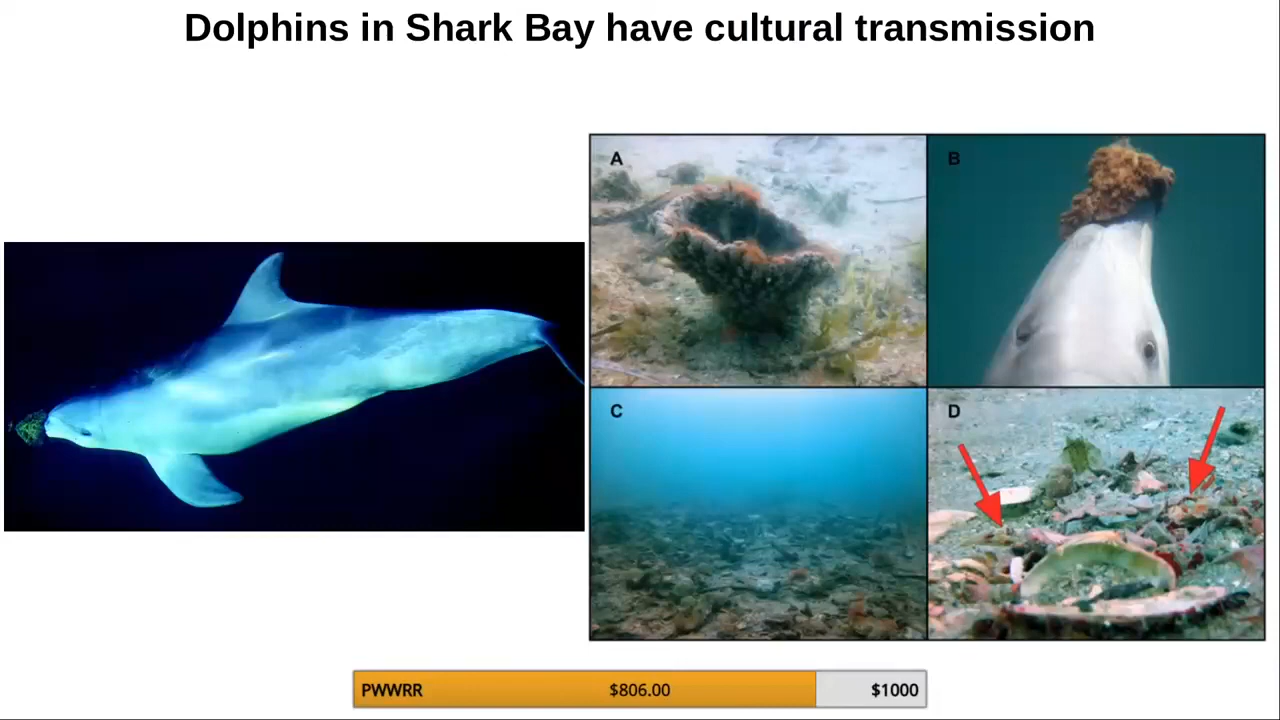 Dolphins in Shark Bay have cultural transmission
A
B
C
D
PWWRR $806.00 $1000